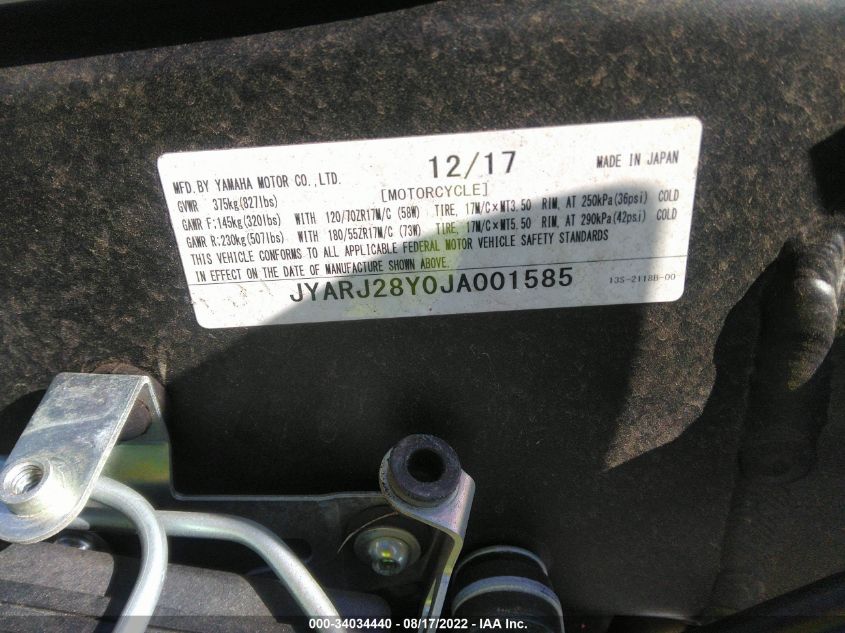 12/17
MADE IN JAPAN
MFD.BY YAMAHA MOTOR CO.,LTD.
[MOTORCYCLE]
GVWR 375kg(827lbs)
GAWR F:145kg(320lbs) WITH 120/70ZR17M/C (58W) TIRE, 17M/C×MT3.50 RIM, AT 250kPa(36psi) COLD
GAWR R:230kg(507lbs) WITH 180/55ZR17M/C (73W) TIRE, 17M/C×MT5.50 RIM, AT 290kPa(42psi) COLD
THIS VEHICLE CONFORMS TO ALL APPLICABLE FEDERAL MOTOR VEHICLE SAFETY STANDARDS
IN EFFECT ON THE DATE OF MANUFACTURE SHOWN ABOVE.
JYARJ28Y0JA001585
13S-2118B-00
000-34034440 - 08/17/2022 - IAA Inc.